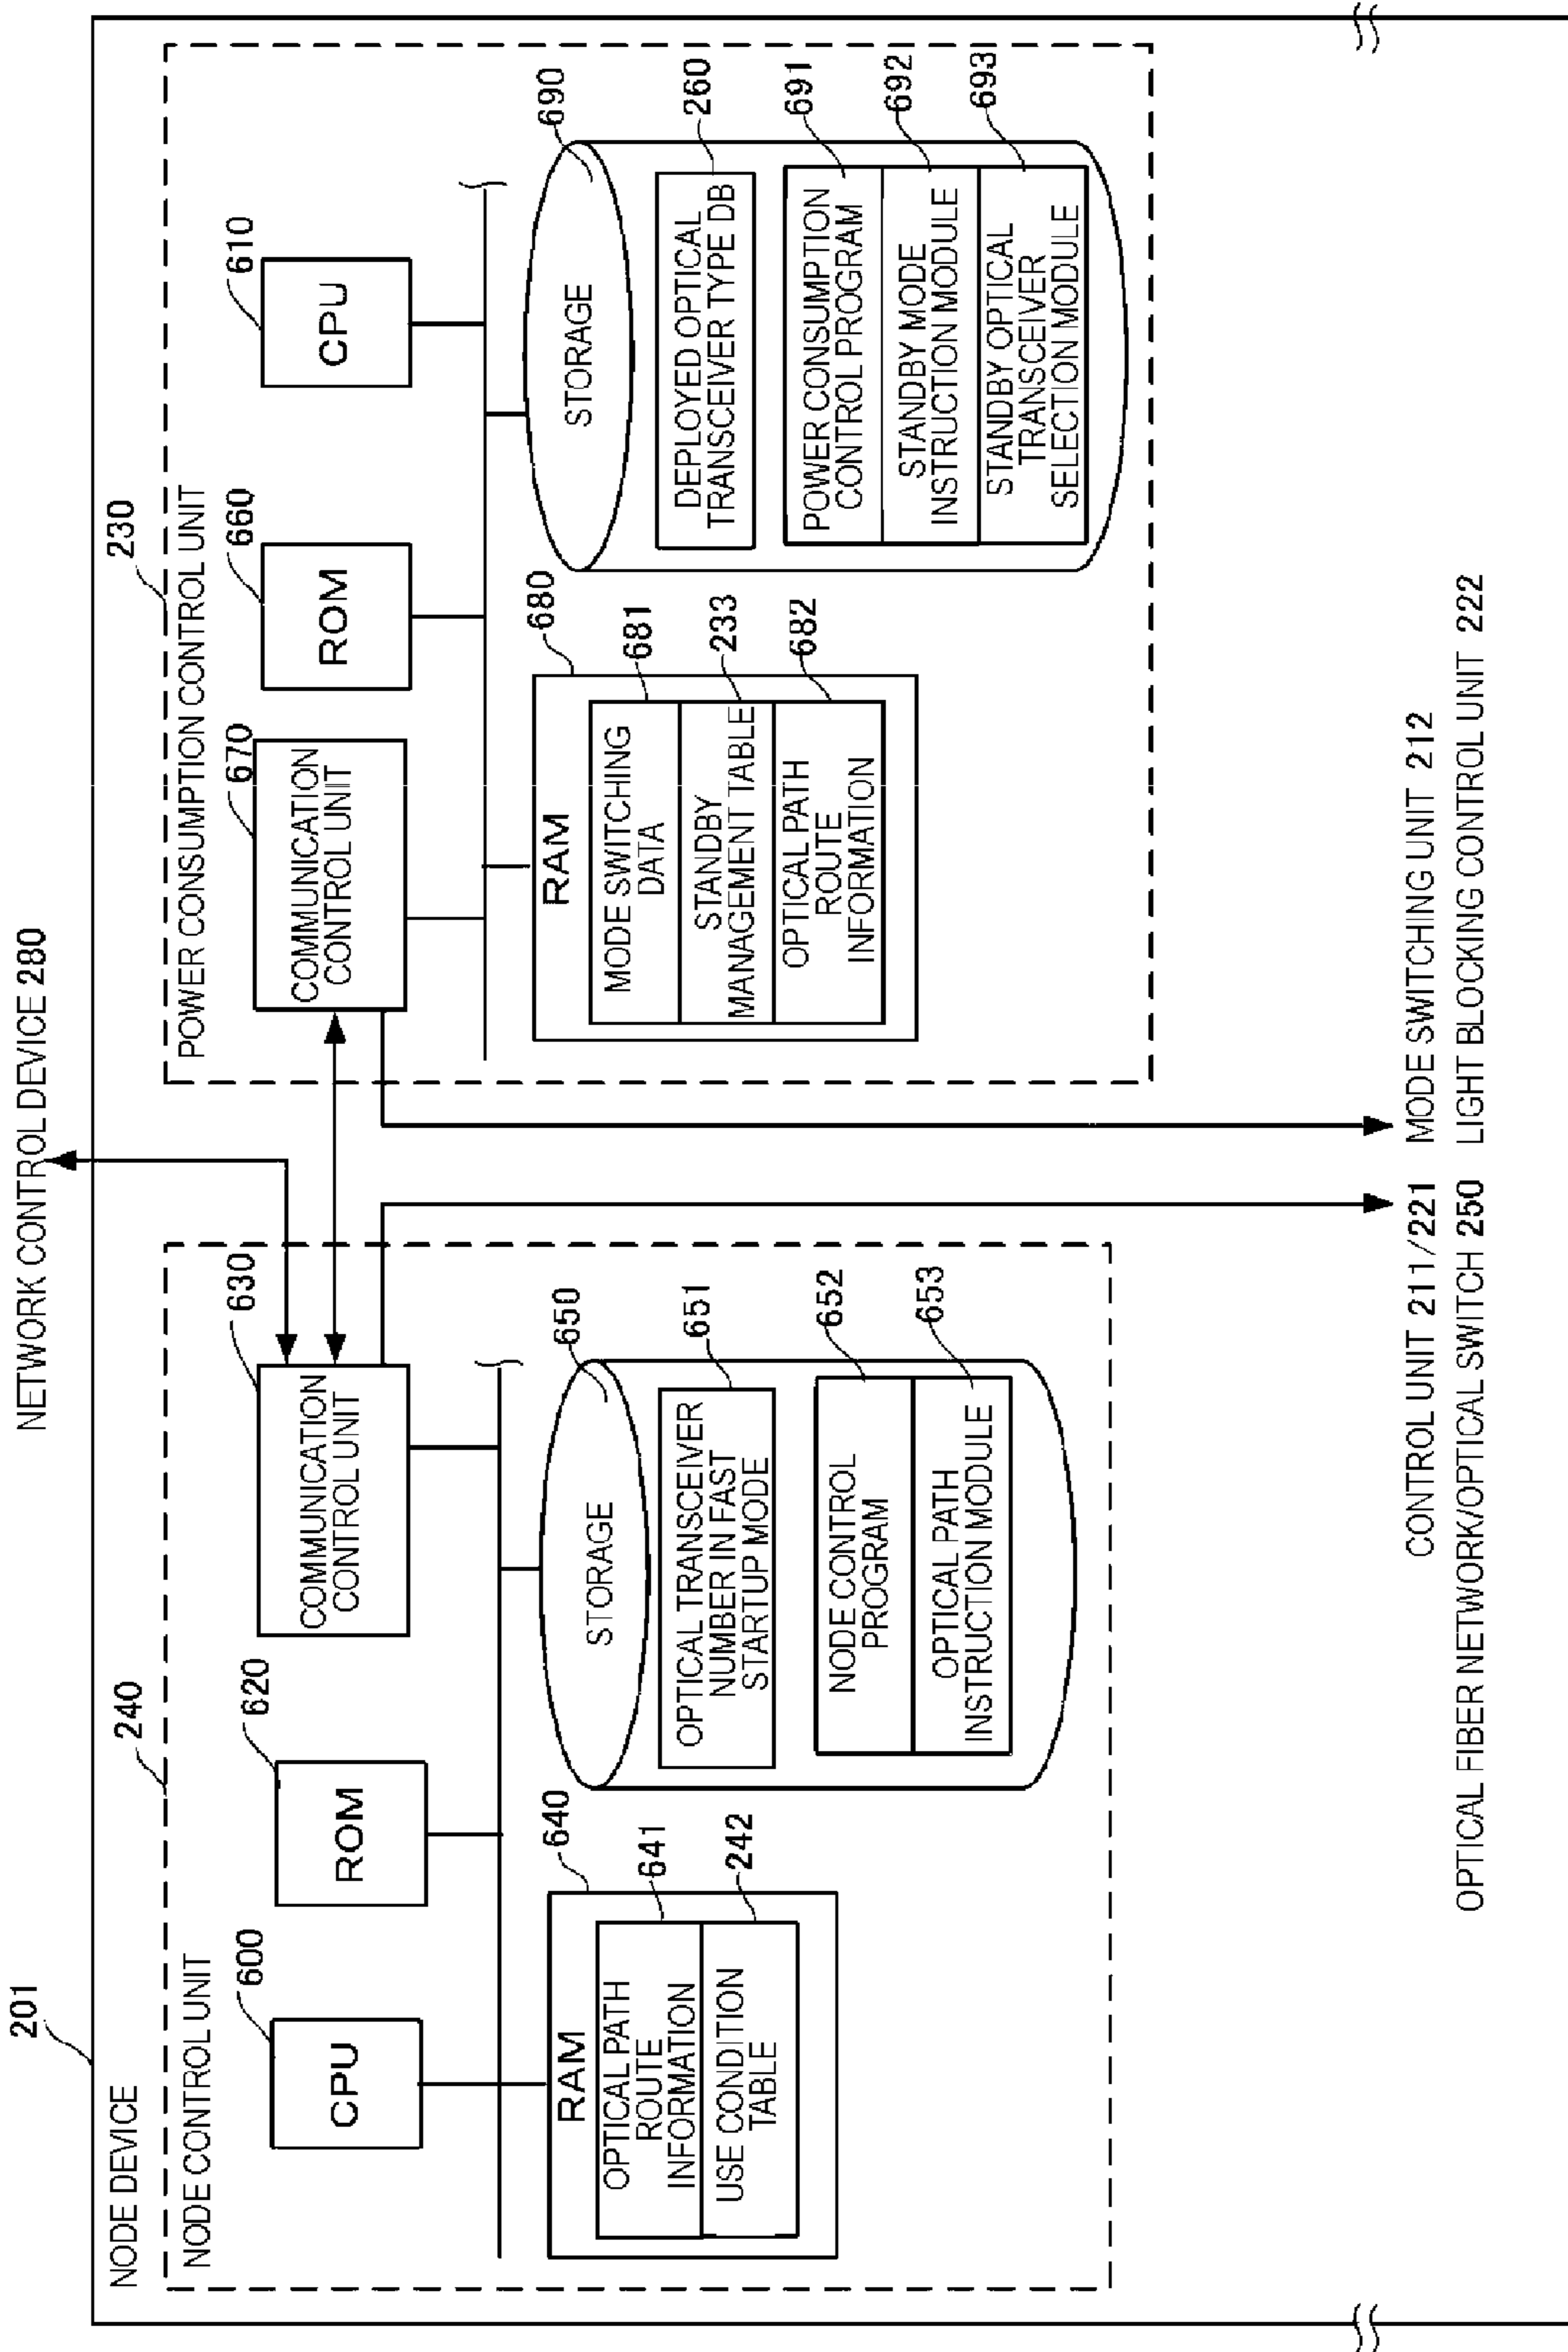 NETWORK CONTROL DEVICE 280
201
NODE DEVICE
240
NODE CONTROL UNIT
600
CPU
620
ROM
630
COMMUNICATION
CONTROL UNIT
640
RAM
641
OPTICAL PATH
ROUTE
INFORMATION
242
USE CONDITION
TABLE
650
STORAGE
651
OPTICAL TRANSCEIVER
NUMBER IN FAST
STARTUP MODE
652
NODE CONTROL
PROGRAM
653
OPTICAL PATH
INSTRUCTION MODULE
230
POWER CONSUMPTION CONTROL UNIT
670
COMMUNICATION
CONTROL UNIT
660
ROM
610
CPU
680
RAM
681
MODE SWITCHING
DATA
233
STANDBY
MANAGEMENT TABLE
682
OPTICAL PATH
ROUTE
INFORMATION
690
STORAGE
260
DEPLOYED OPTICAL
TRANSCEIVER TYPE DB
691
POWER CONSUMPTION
CONTROL PROGRAM
692
STANDBY MODE
INSTRUCTION MODULE
693
STANDBY OPTICAL
TRANSCEIVER
SELECTION MODULE
CONTROL UNIT 211/221
OPTICAL FIBER NETWORK/OPTICAL SWITCH 250
MODE SWITCHING UNIT 212
LIGHT BLOCKING CONTROL UNIT 222